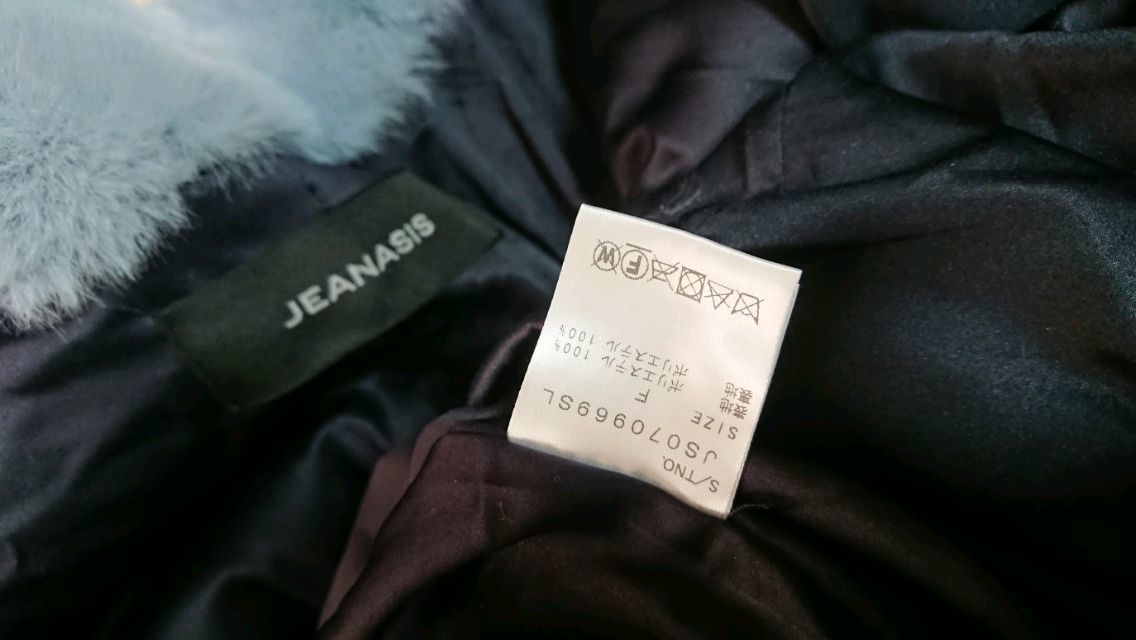 JEANASIS
S/TNO.
JS070969SL
SIZE F
表地 ポリエステル 100%
裏地 ポリエステル 100%
F
W